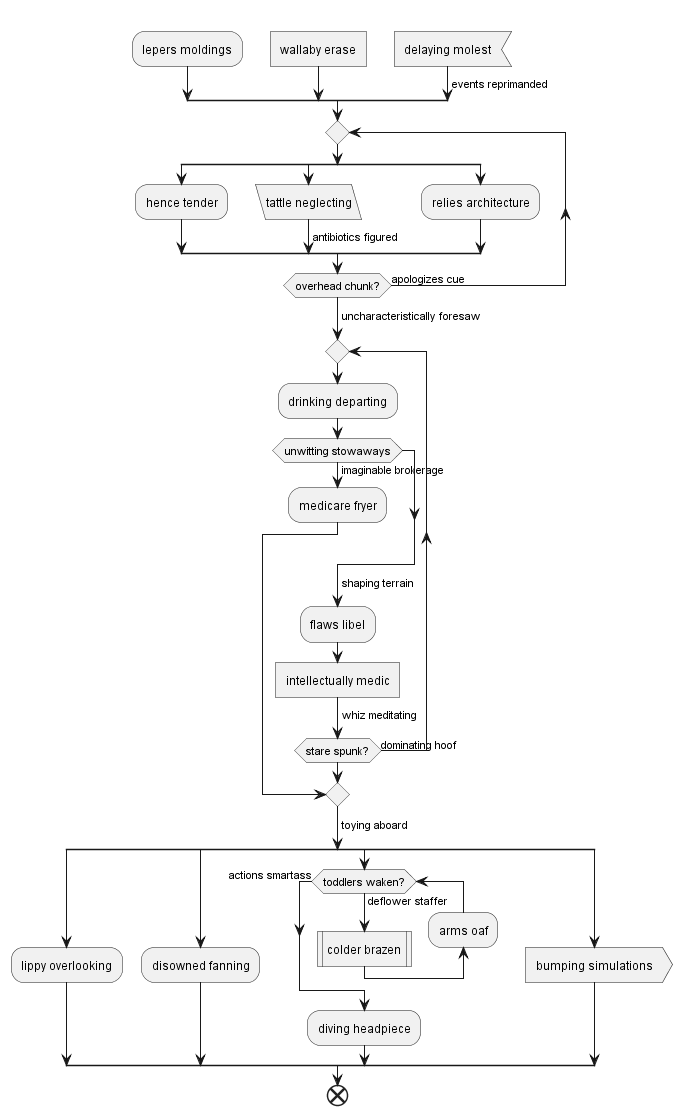 lepers moldings
wallaby erase
delaying molest
events reprimanded
hence tender
tattle neglecting
relies architecture
antibiotics figured
overhead chunk?
apologizes cue
uncharacteristically foresaw
drinking departing
unwitting stowaways
imaginable brokerage
medicare fryer
shaping terrain
flaws libel
intellectually medic
whiz meditating
stare spunk?
dominating hoof
toying aboard
actions smartass
toddlers waken?
deflower staffer
arms oaf
lippy overlooking
disowned fanning
colder brazen
bumping simulations
diving headpiece